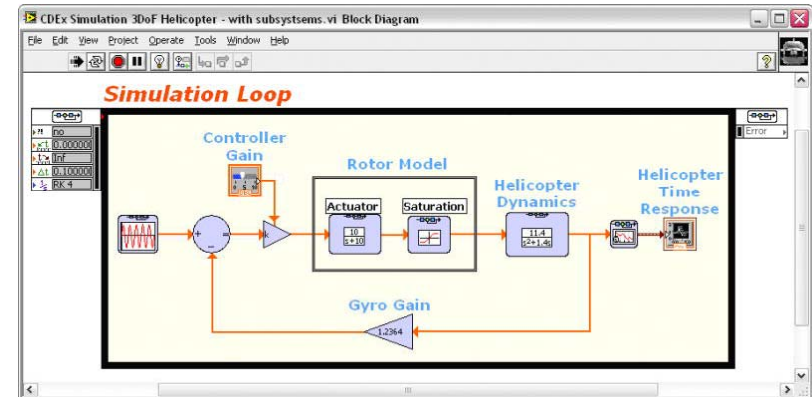 CDEx Simulation 3DoF Helicopter - with subsystsems.vi Block Diagram
File Edit View Project Operate Tools Window Help
Simulation Loop
no
0.00000
Inf
0.10000
RK 4
Error
Controller
Gain
Rotor Model
Actuator
Saturation
Helicopter
Dynamics
Helicopter
Time
Response
k
10
s+10
11.4
s²+1.4s
Gyro Gain
1.2364